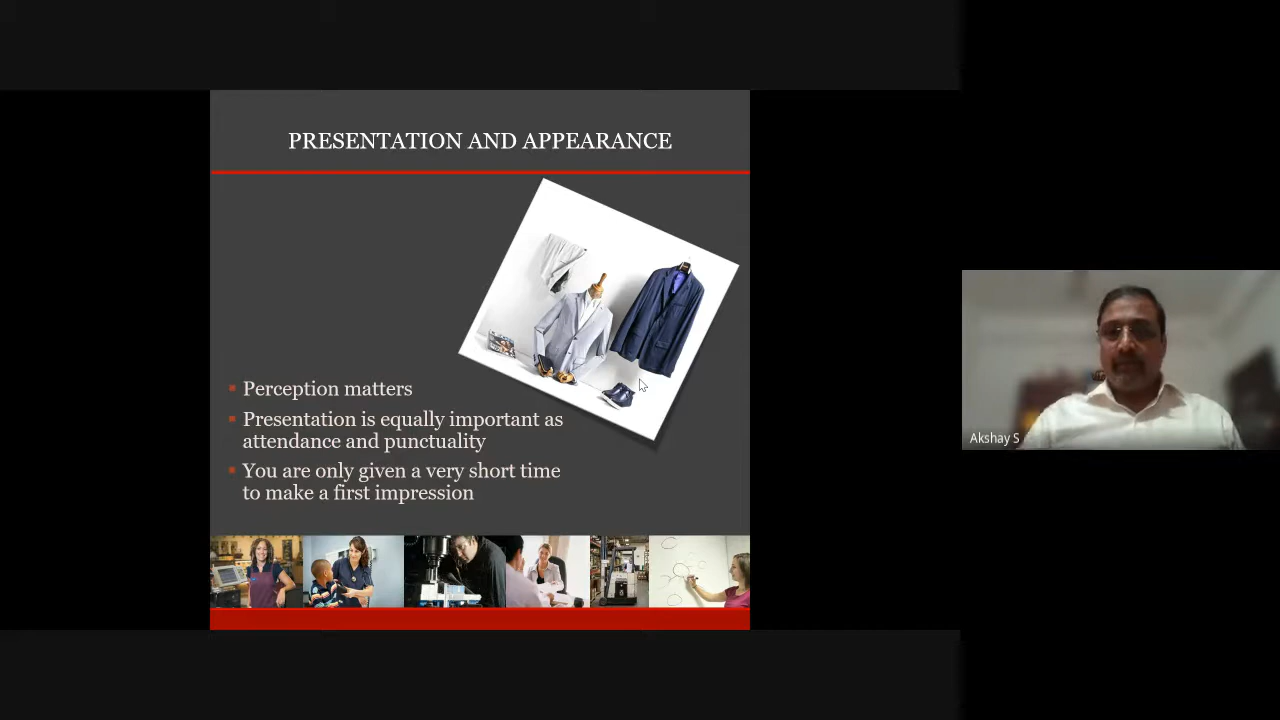 PRESENTATION AND APPEARANCE
▪ Perception matters
▪ Presentation is equally important as
attendance and punctuality
▪ You are only given a very short time
to make a first impression
Akshay S